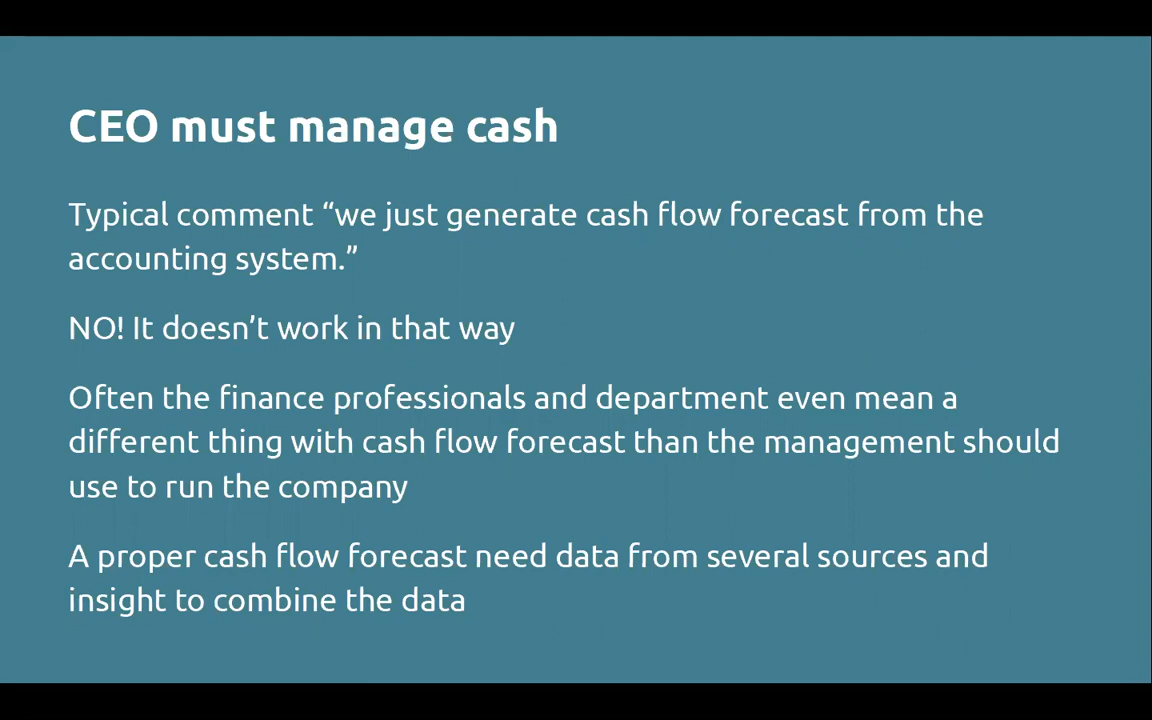 CEO must manage cash
Typical comment “we just generate cash flow forecast from the
accounting system.”
NO! It doesn’t work in that way
Often the finance professionals and department even mean a
different thing with cash flow forecast than the management should
use to run the company
A proper cash flow forecast need data from several sources and
insight to combine the data